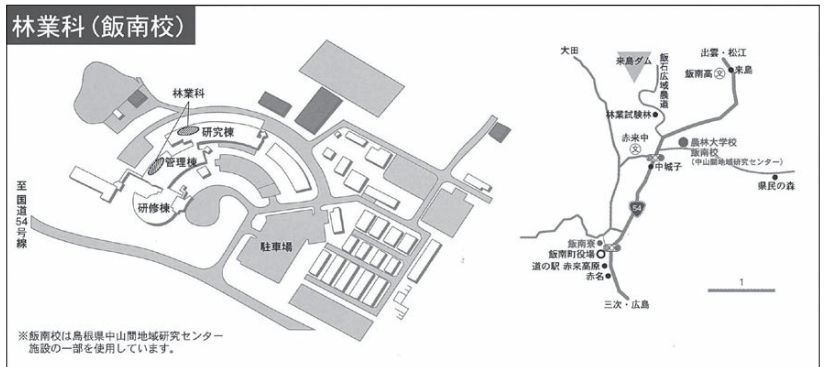 林業科（飯南校）
林業科
研究棟
管理棟
研修棟
駐車場
至国道54号線
※飯南校は島根県中山間地域研究センター
施設の一部を使用しています。
大田
来島ダム
飯石広域農道
出雲・松江
飯南高 文
来島
林業試験林
赤来中
文
農林大学校
飯南校
（中山間地域研究センター）
中城子
県民の森
54
飯南寮
飯南町役場
道の駅 赤来高原
赤名
三次・広島
1